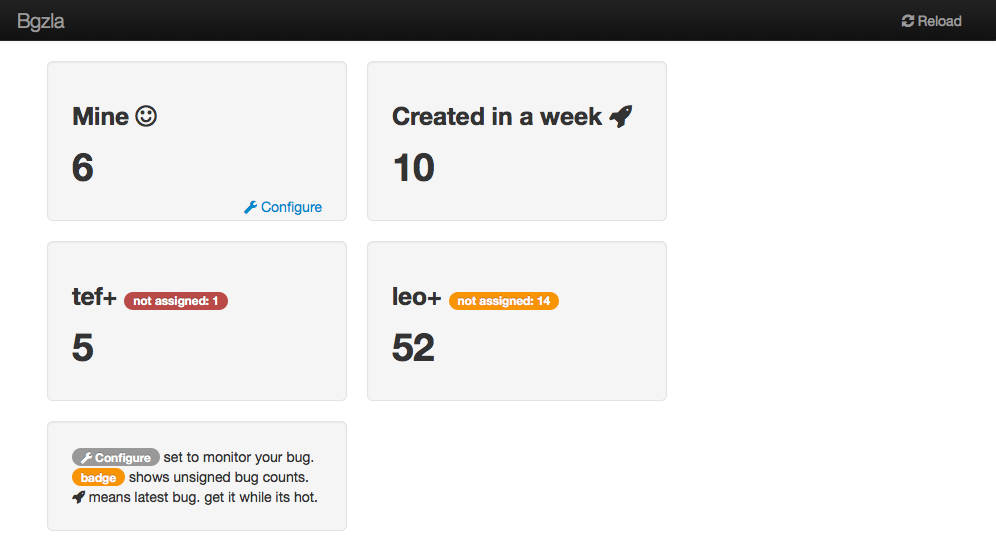 Bgzla
Reload
Mine
6
Configure
Created in a week
10
tef+ not assigned: 1
5
leo+ not assigned: 14
52
Configure set to monitor your bug.
badge shows unsigned bug counts.
means latest bug. get it while its hot.